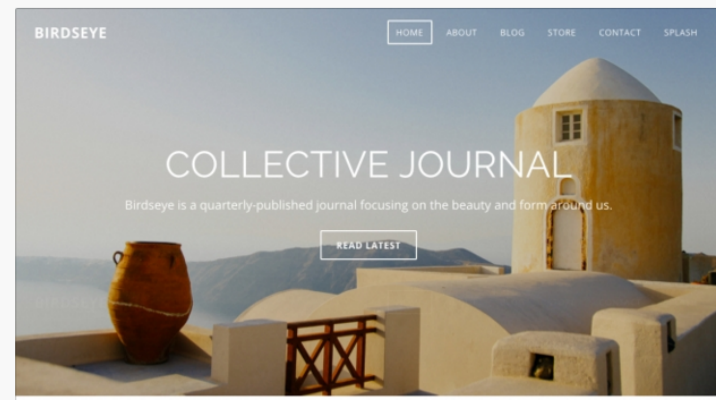 BIRDSEYE
HOME ABOUT BLOG STORE CONTACT SPLASH
COLLECTIVE JOURNAL
Birdseye is a quarterly-published journal focusing on the beauty and form around us.
READ LATEST